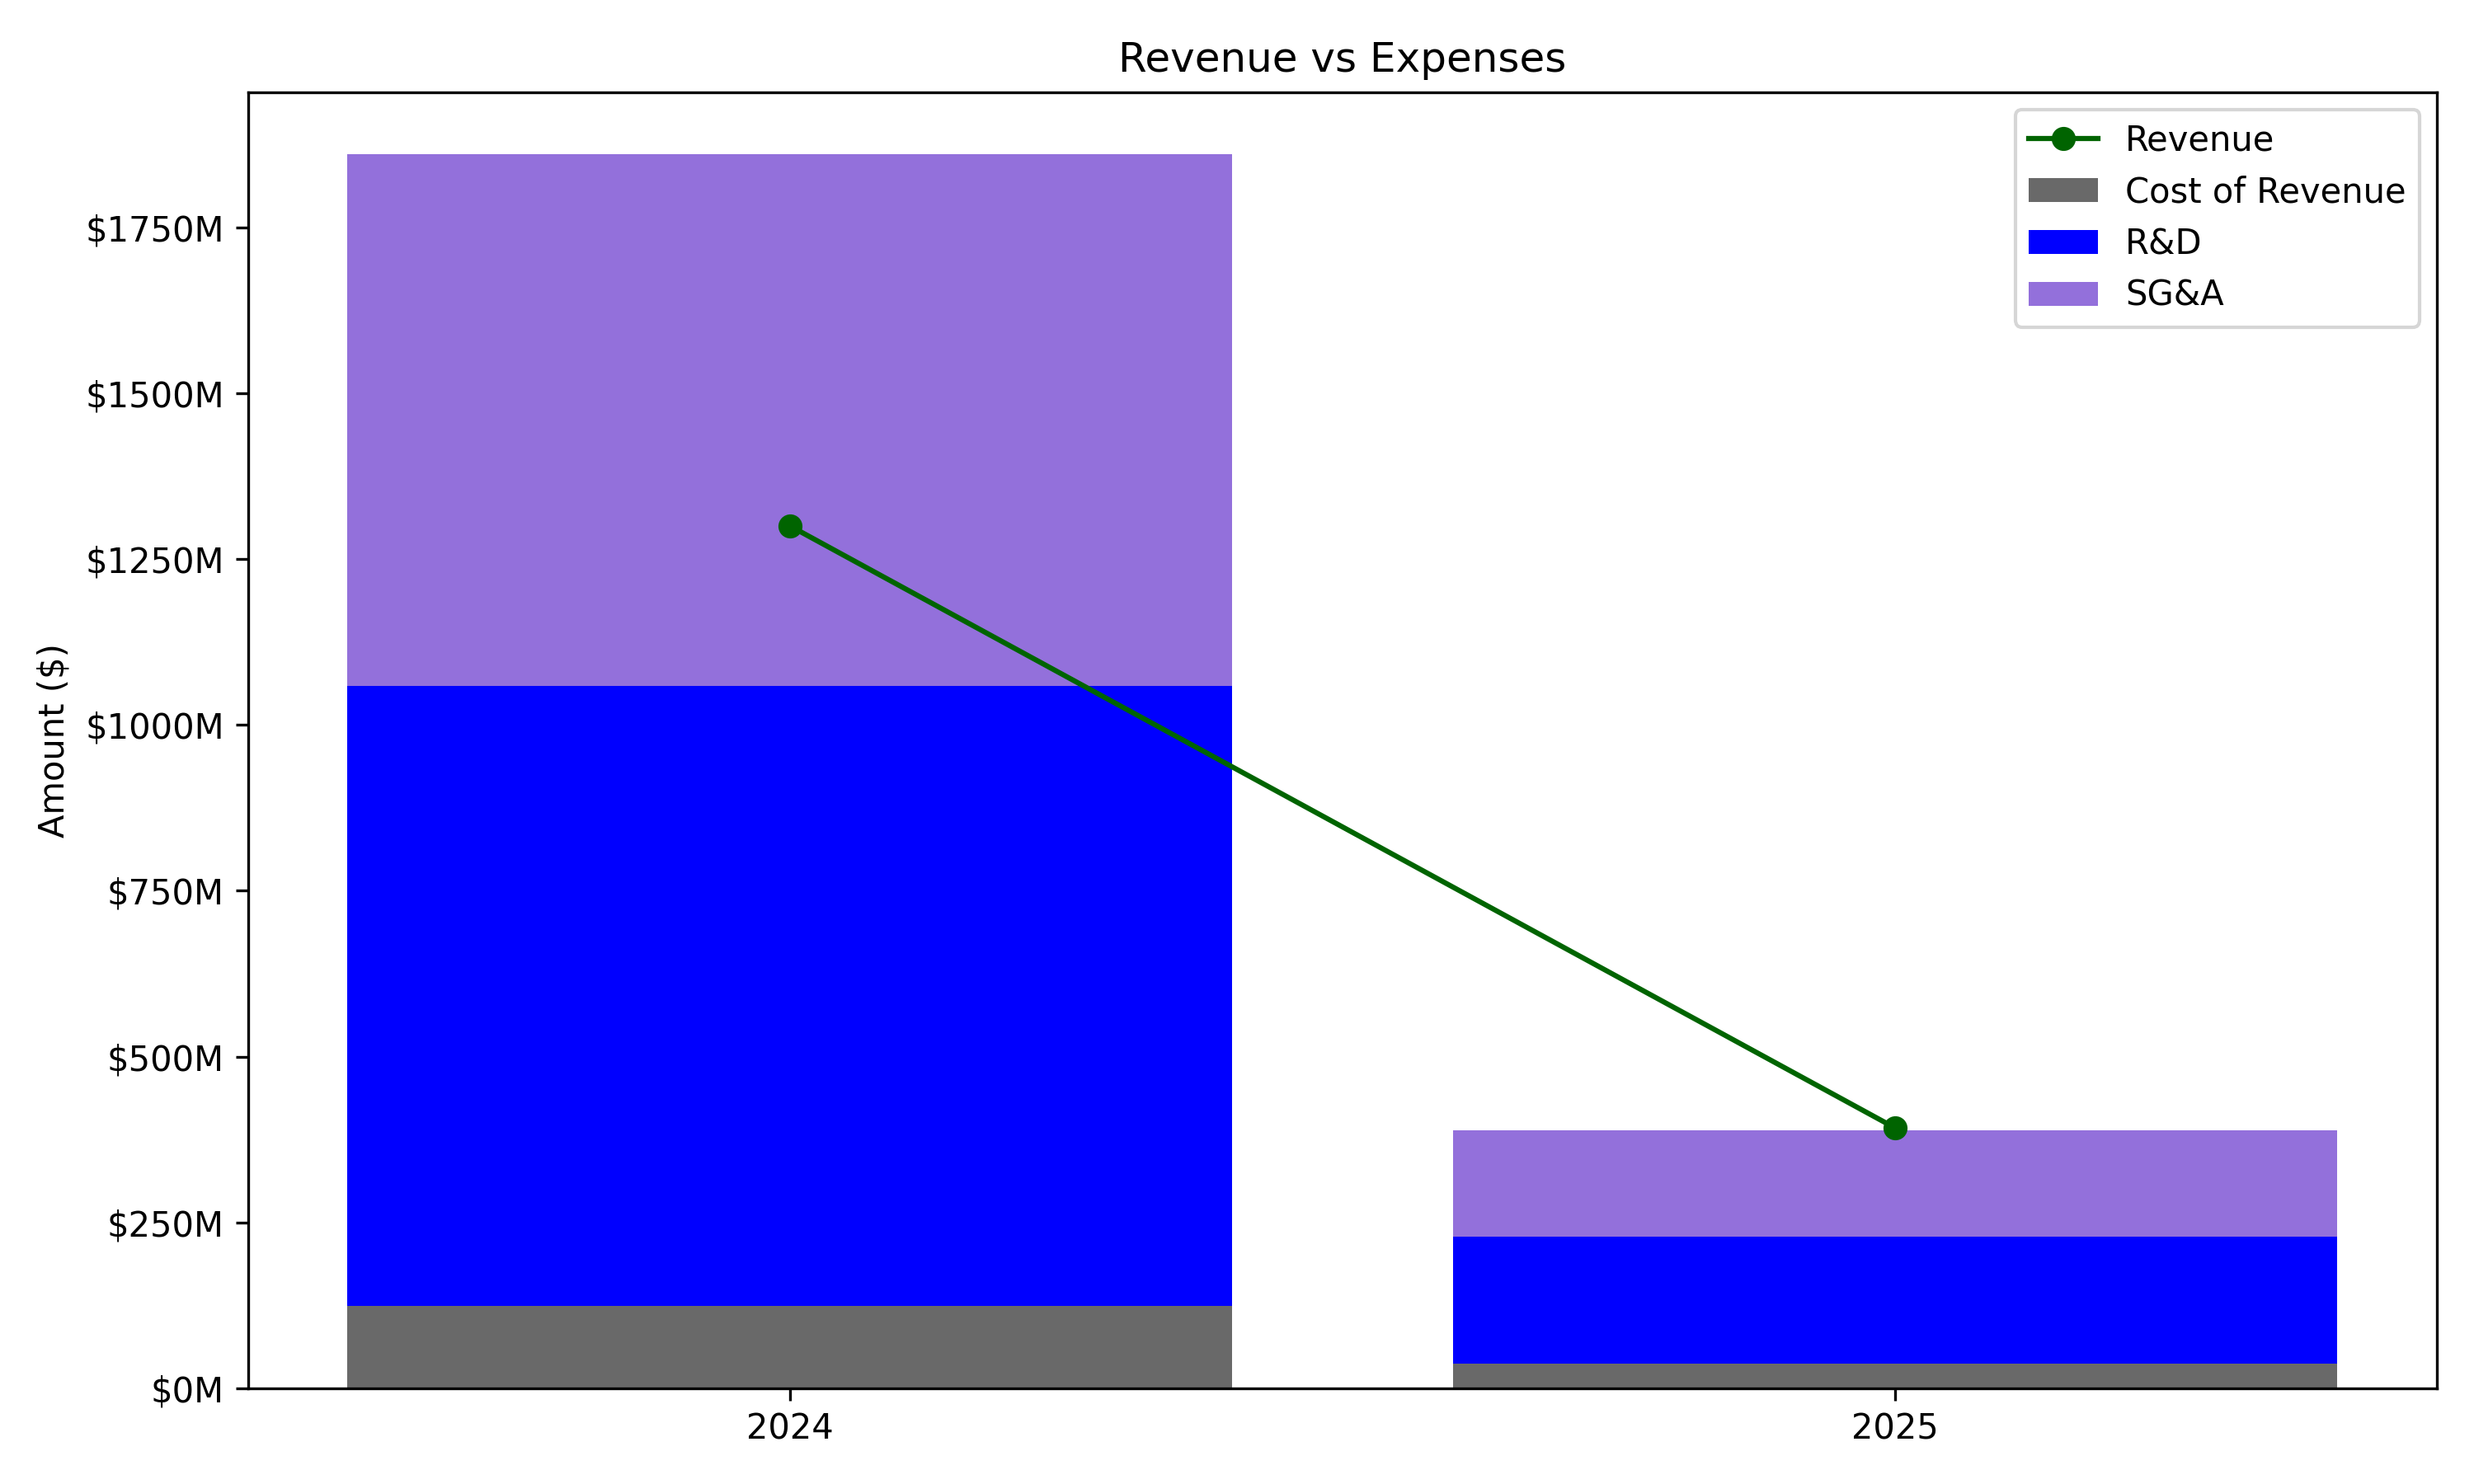 Revenue vs Expenses
Revenue
Cost of Revenue
R&D
SG&A
Amount ($)
$1750M
$1500M
$1250M
$1000M
$750M
$500M
$250M
$0M
2024
2025